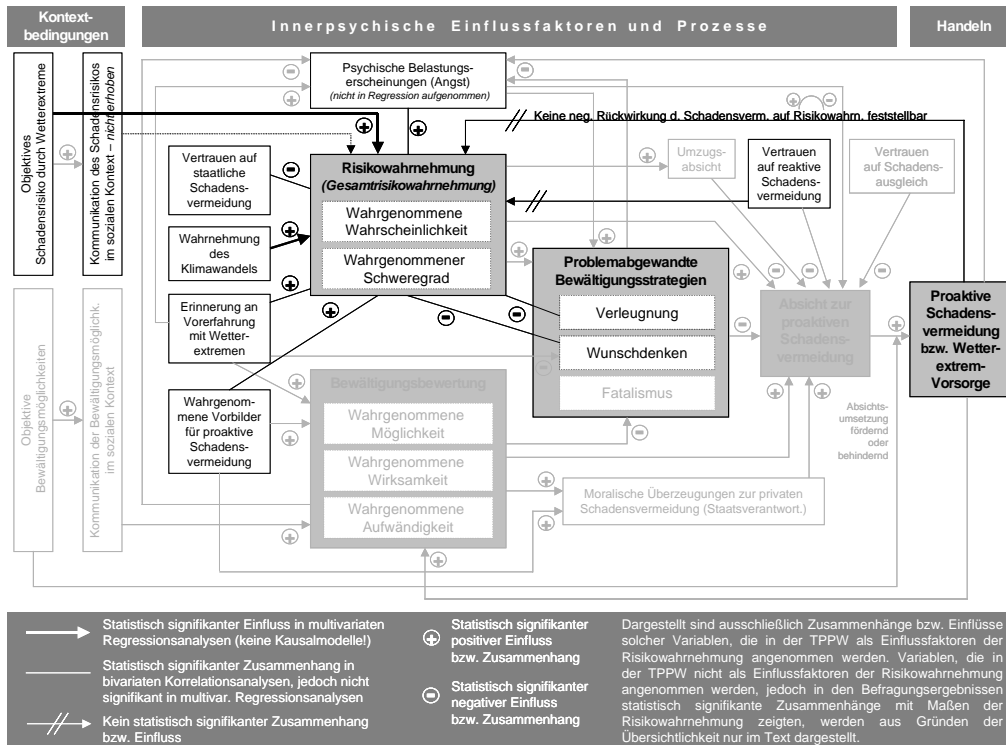 Kontext-
bedingungen
Innerpsychische Einflussfaktoren und Prozesse
Handeln
Objektives
Schadensrisiko durch Wetterextreme
Kommunikation des Schadensrisikos
im sozialen Kontext – nicht erhoben
Psychische Belastungs-
erscheinungen (Angst)
(nicht in Regression aufgenommen)
Keine neg. Rückwirkung d. Schadensverm. auf Risikowahrn. feststellbar
Vertrauen auf
staatliche
Schadens-
vermeidung
Risikowahrnehmung
(Gesamtrisikowahrnehmung)
Wahrgenommene
Wahrscheinlichkeit
Wahrgenommener
Schweregrad
Umzugs-
absicht
Vertrauen
auf reaktive
Schadens-
vermeidung
Vertrauen
auf Schadens-
ausgleich
Wahrnehmung
des
Klimawandels
Erinnerung an
Vorerfahrung
mit Wetter-
extremen
Wahrgenom-
mene Vorbilder
für proaktive
Schadens-
vermeidung
Problemabgewandte
Bewältigungsstrategien
Verleugnung
Wunschdenken
Fatalismus
Absicht zur
proaktiven
Schadens-
vermeidung
Proaktive
Schadens-
vermeidung
bzw. Wetter-
extrem-
Vorsorge
Objektive
Bewältigungsmöglichkeiten
Kommunikation der Bewältigungsmöglichk.
im sozialen Kontext
Bewältigungsbewertung
Wahrgenommene
Möglichkeit
Wahrgenommene
Wirksamkeit
Wahrgenommene
Aufwändigkeit
Absichts-
umsetzung
fördernd
oder
behindernd
Moralische Überzeugungen zur privaten
Schadensvermeidung (Staatsverantwort.)
Statistisch signifikanter Einfluss in multivariaten
Regressionsanalysen (keine Kausalmodelle!)
Statistisch signifikanter Zusammenhang in
bivariaten Korrelationsanalysen, jedoch nicht
signifikant in multivar. Regressionsanalysen
Kein statistisch signifikanter Zusammenhang
bzw. Einfluss
Statistisch signifikanter
positiver Einfluss
bzw. Zusammenhang
Statistisch signifikanter
negativer Einfluss
bzw. Zusammenhang
Dargestellt sind ausschließlich Zusammenhänge bzw. Einflüsse
solcher Variablen, die in der TPPW als Einflussfaktoren der
Risikowahrnehmung angenommen werden. Variablen, die in
der TPPW nicht als Einflussfaktoren der Risikowahrnehmung
angenommen werden, jedoch in den Befragungsergebnissen
statistisch signifikante Zusammenhänge mit Maßen der
Risikowahrnehmung zeigten, werden aus Gründen der
Übersichtlichkeit nur im Text dargestellt.